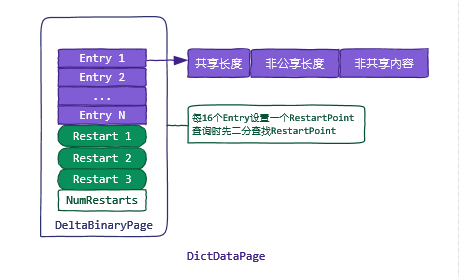 Entry 1
Entry 2
...
Entry N
Restart 1
Restart 2
Restart 3
NumRestarts
DeltaBinaryPage
共享长度
非公享长度
非共享内容
每16个Entry设置一个RestartPoint
查询时先二分查找RestartPoint
DictDataPage